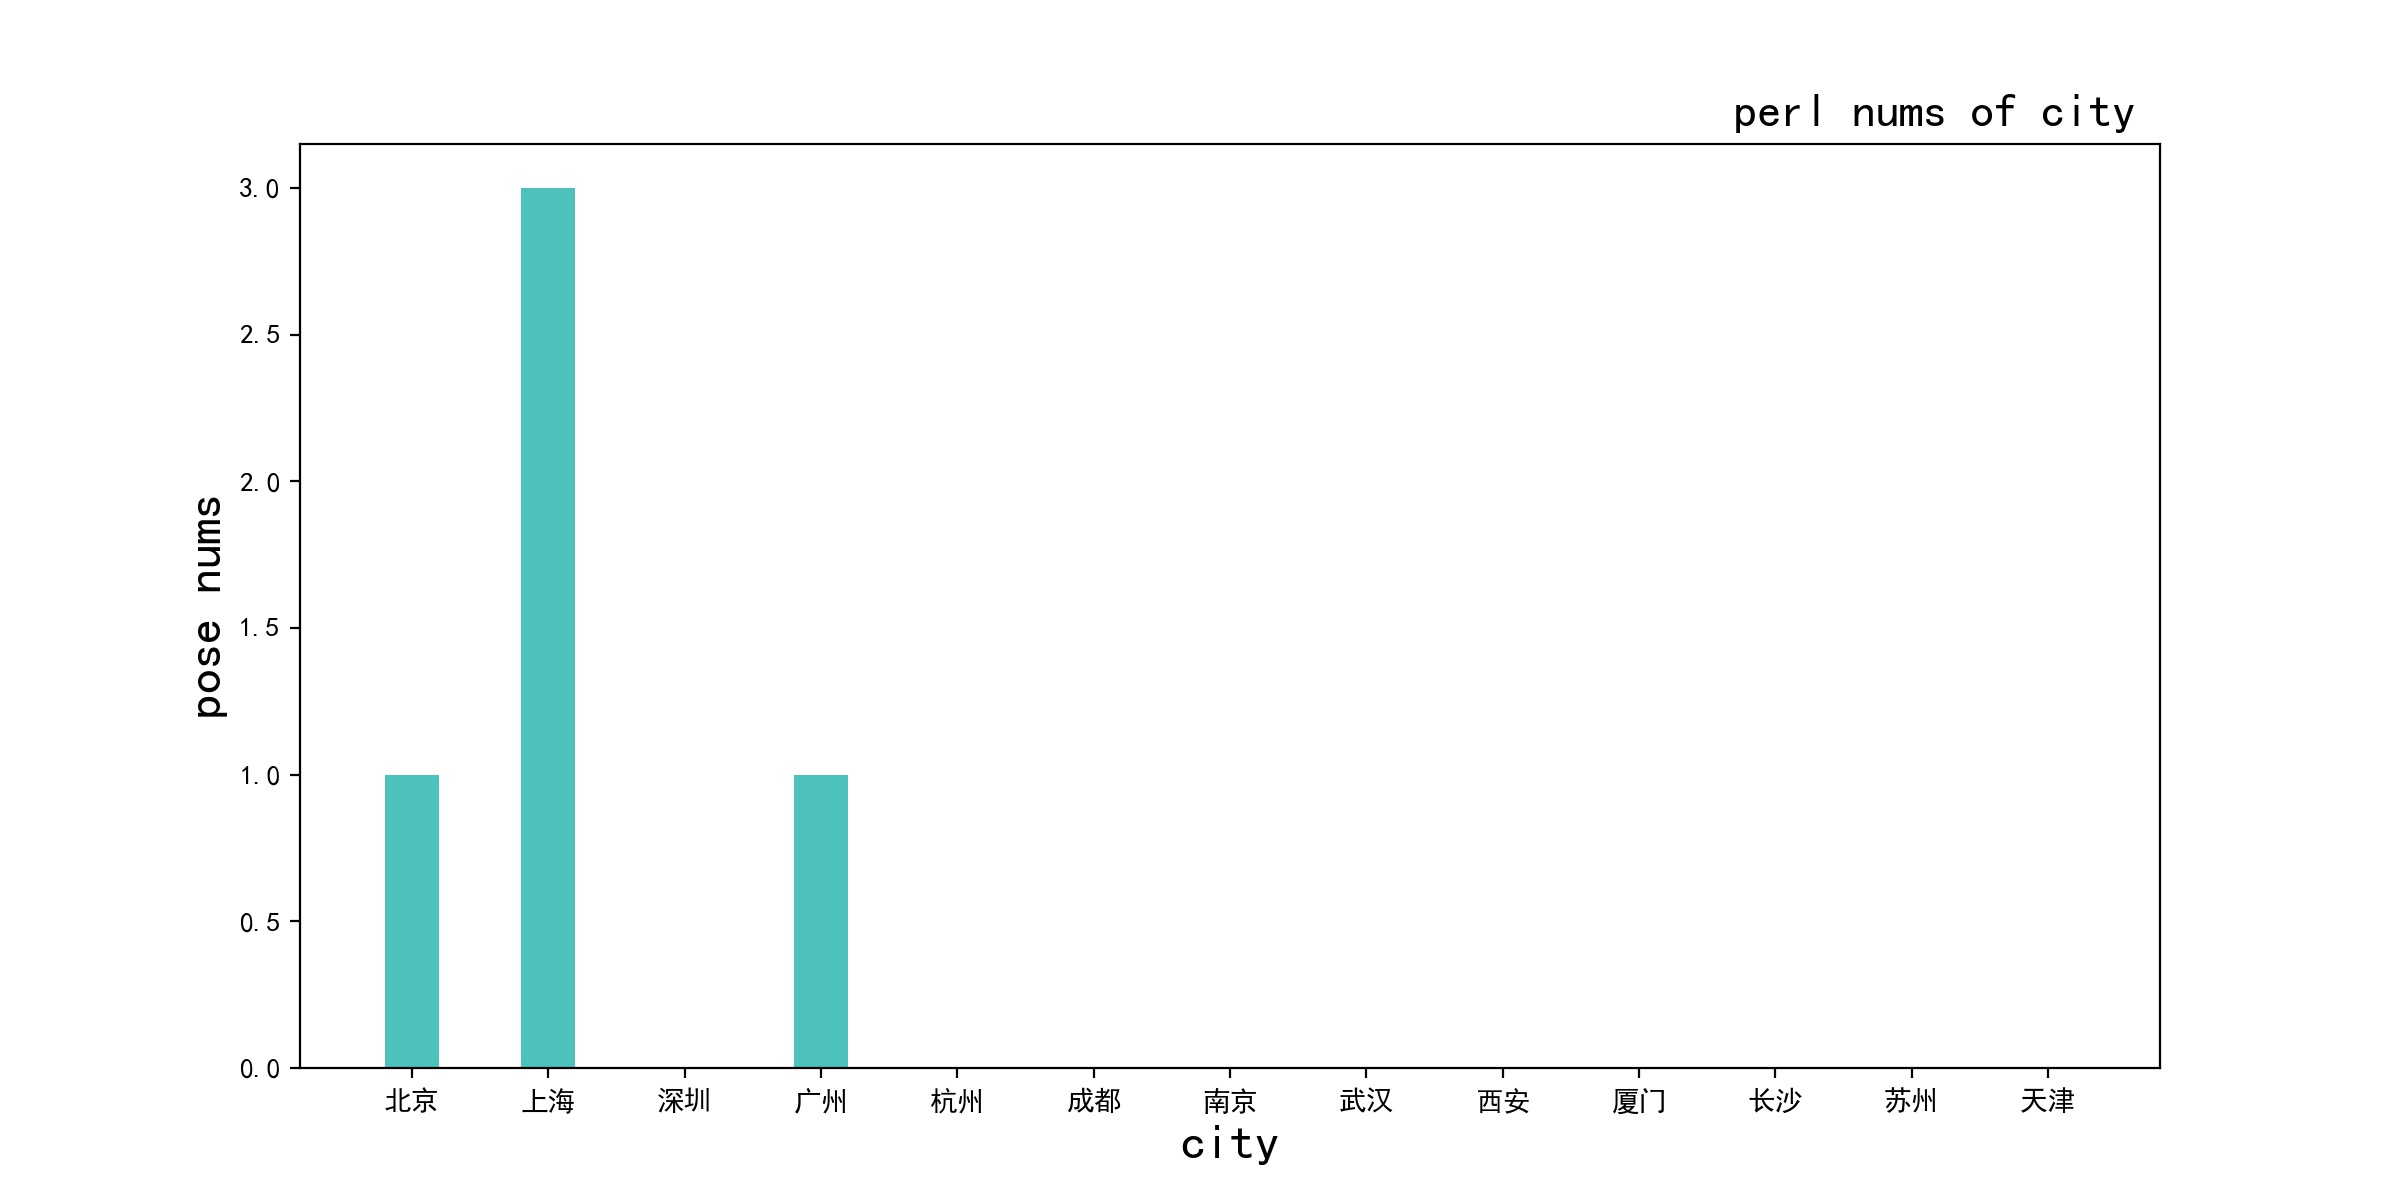 perl nums of city
3.0
2.5
2.0
1.5
1.0
0.5
0.0
pose nums
北京 上海 深圳 广州 杭州 成都 南京 武汉 西安 厦门 长沙 苏州 天津
city